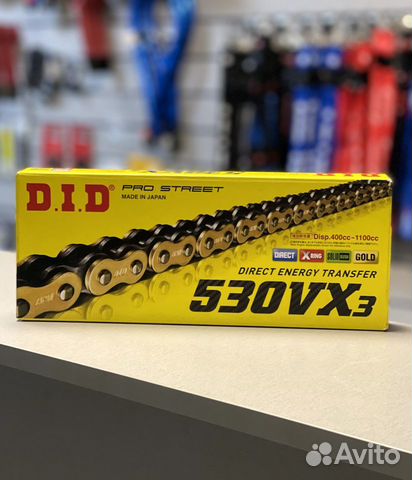 D.I.D PRO STREET
MADE IN JAPAN
Disp.400cc~1100cc
DIRECT X RING GOLD
DIRECT ENERGY TRANSFER
530VX3
Avito